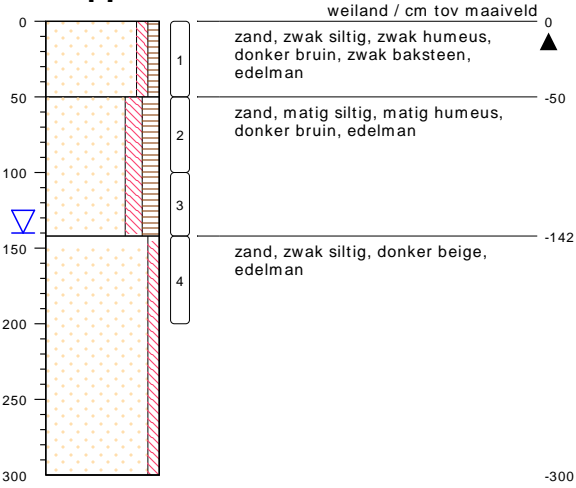 weiland / cm tov maaiveld
0
0
1
zand, zwak siltig, zwak humeus,
donker bruin, zwak baksteen,
edelman
50
-50
2
zand, matig siltig, matig humeus,
donker bruin, edelman
100
3
-142
150
4
zand, zwak siltig, donker beige,
edelman
200
250
300
-300